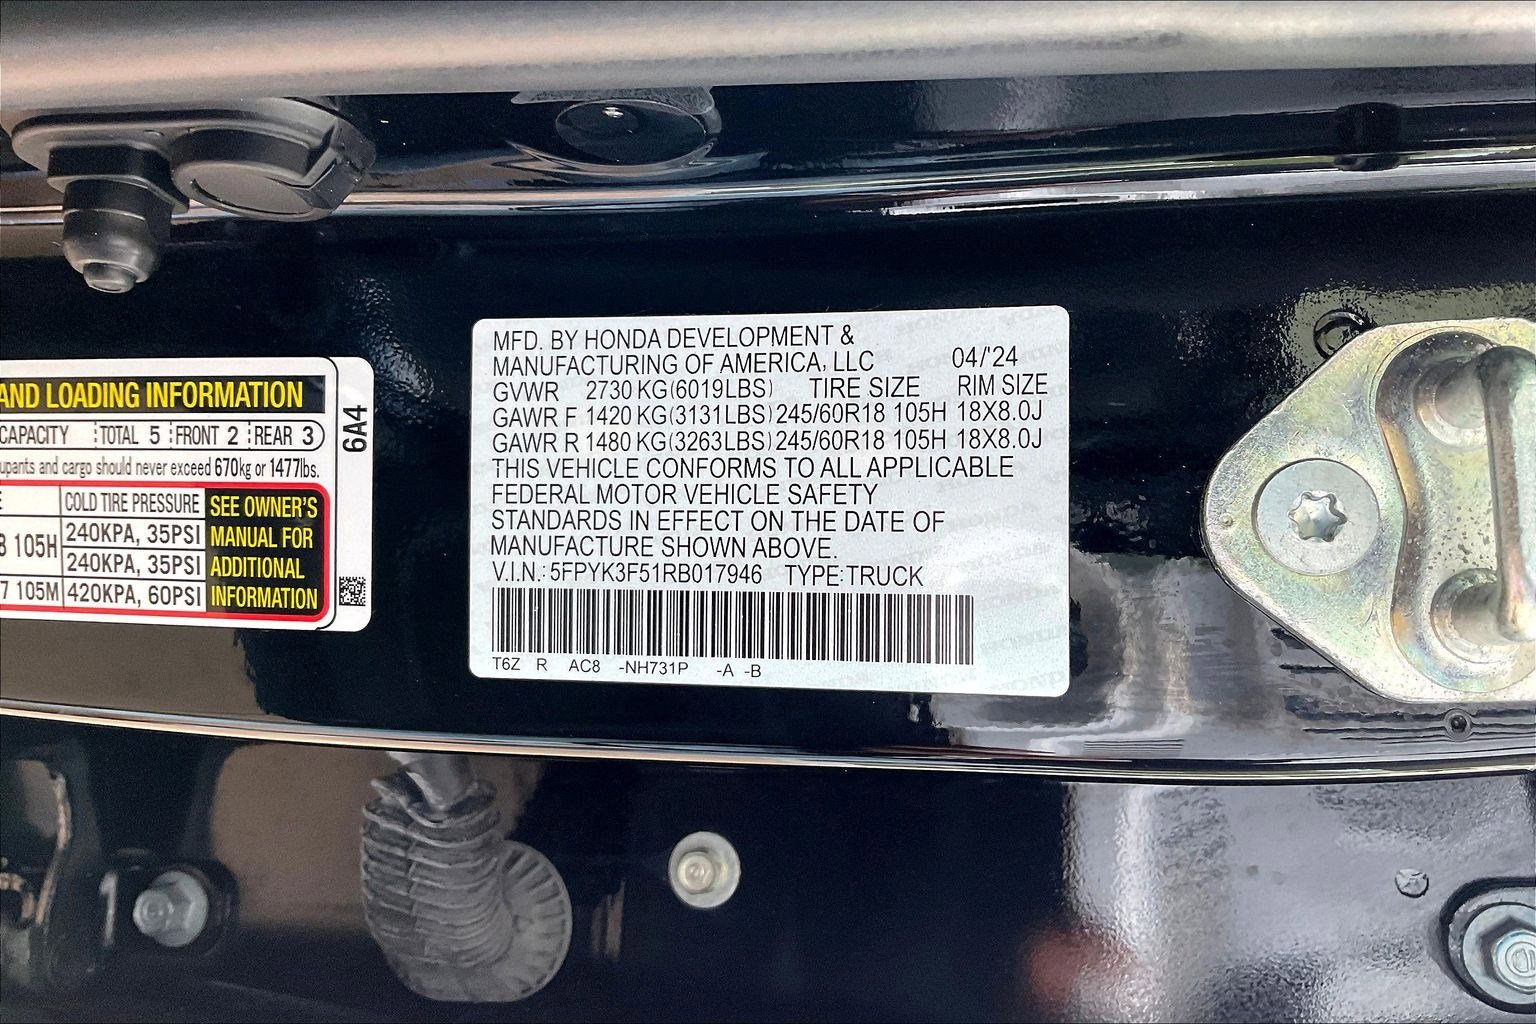 AND LOADING INFORMATION
CAPACITY TOTAL 5 FRONT 2 REAR 3
upants and cargo should never exceed 670kg or 1477lbs.
E COLD TIRE PRESSURE SEE OWNER'S
8 105H 240KPA, 35PSI MANUAL FOR
240KPA, 35PSI ADDITIONAL
7 105M 420KPA, 60PSI INFORMATION
6A4
MFD. BY HONDA DEVELOPMENT &
MANUFACTURING OF AMERICA, LLC 04/'24
GVWR 2730 KG(6019LBS) TIRE SIZE RIM SIZE
GAWR F 1420 KG(3131LBS) 245/60R18 105H 18X8.0J
GAWR R 1480 KG(3263LBS) 245/60R18 105H 18X8.0J
THIS VEHICLE CONFORMS TO ALL APPLICABLE
FEDERAL MOTOR VEHICLE SAFETY
STANDARDS IN EFFECT ON THE DATE OF
MANUFACTURE SHOWN ABOVE.
V.I.N.: 5FPYK3F51RB017946 TYPE: TRUCK
T6Z R AC8 -NH731P -A -B